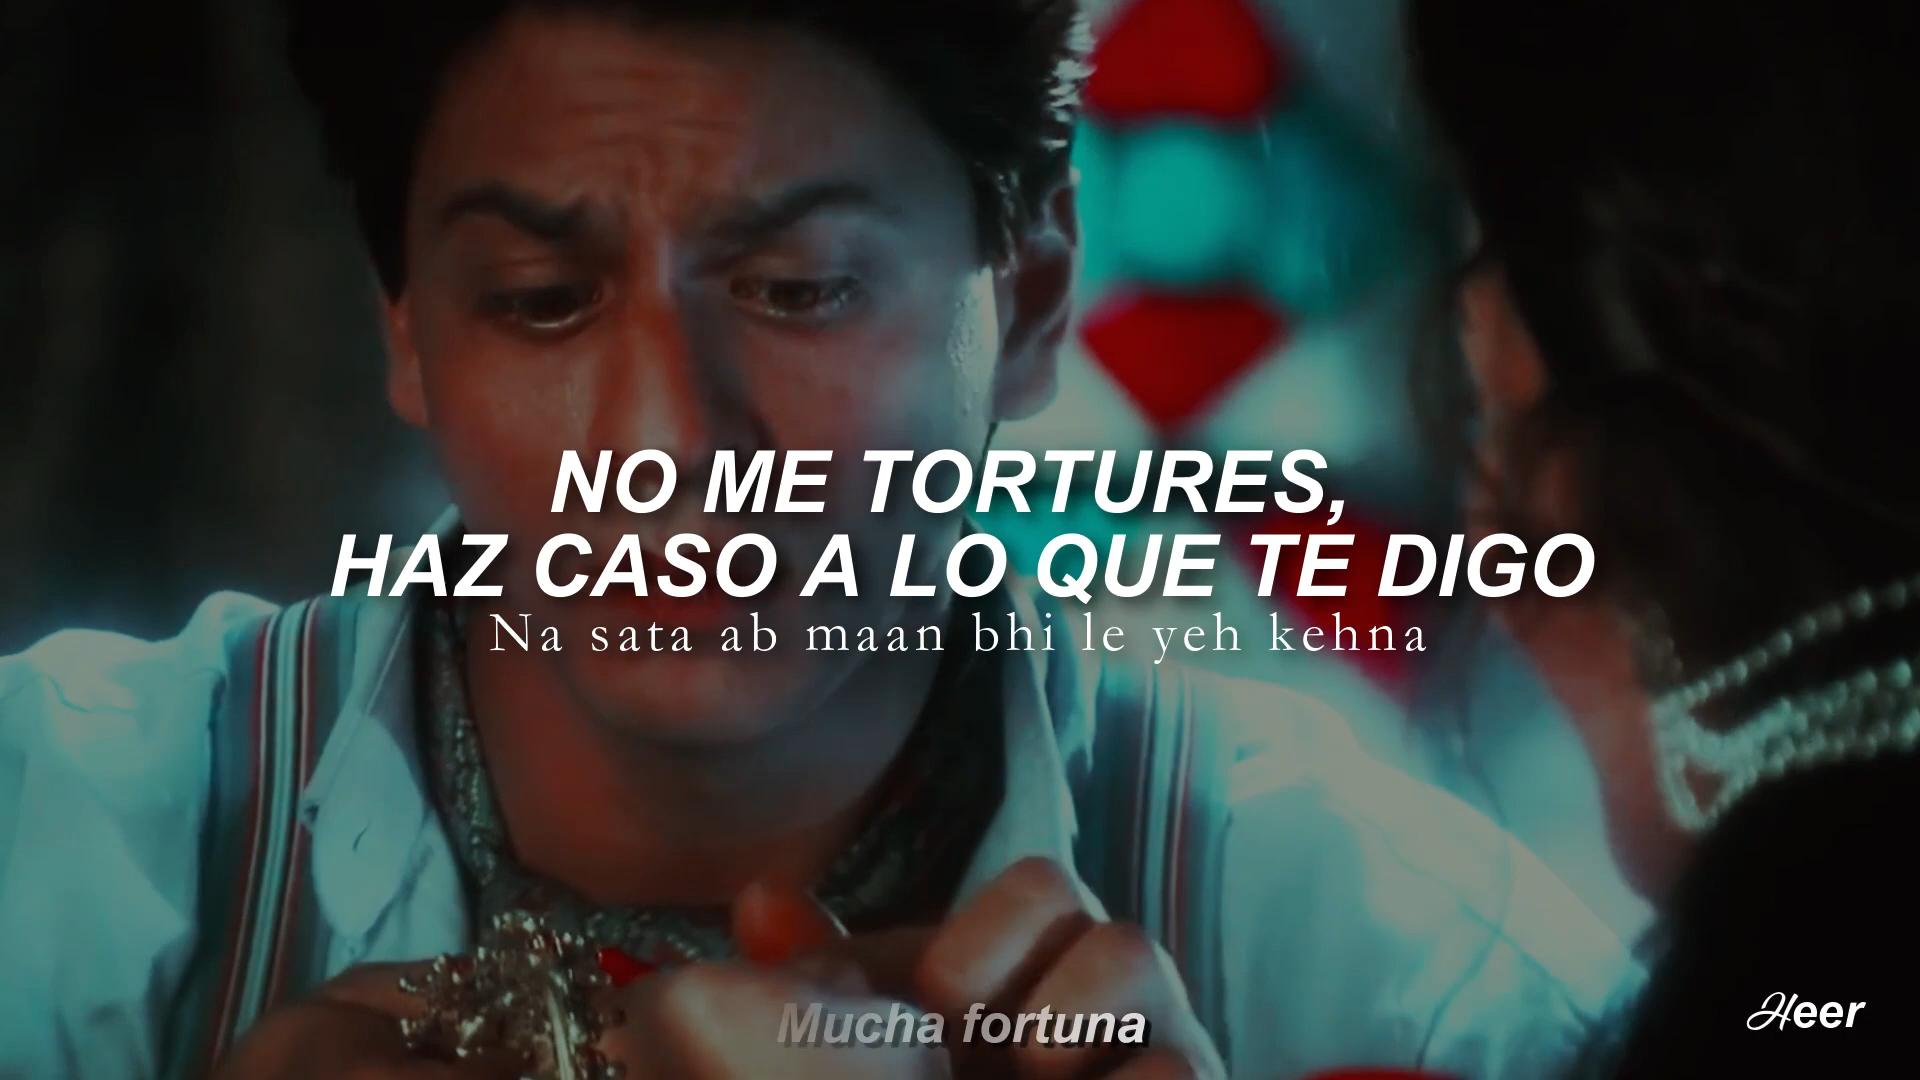 NO ME TORTURES,
HAZ CASO A LO QUE TE DIGO
Na sata ab maan bhi le yeh kehna
Mucha fortuna
Heer